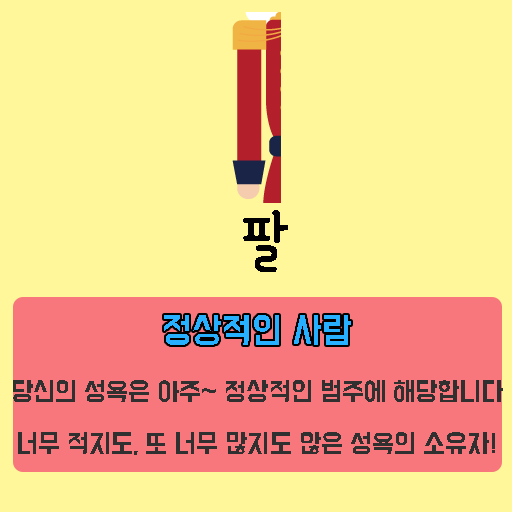 팔
정상적인 사람
당신의 성욕은 아주~ 정상적인 범주에 해당합니다
너무 적지도, 또 너무 많지도 않은 성욕의 소유자!